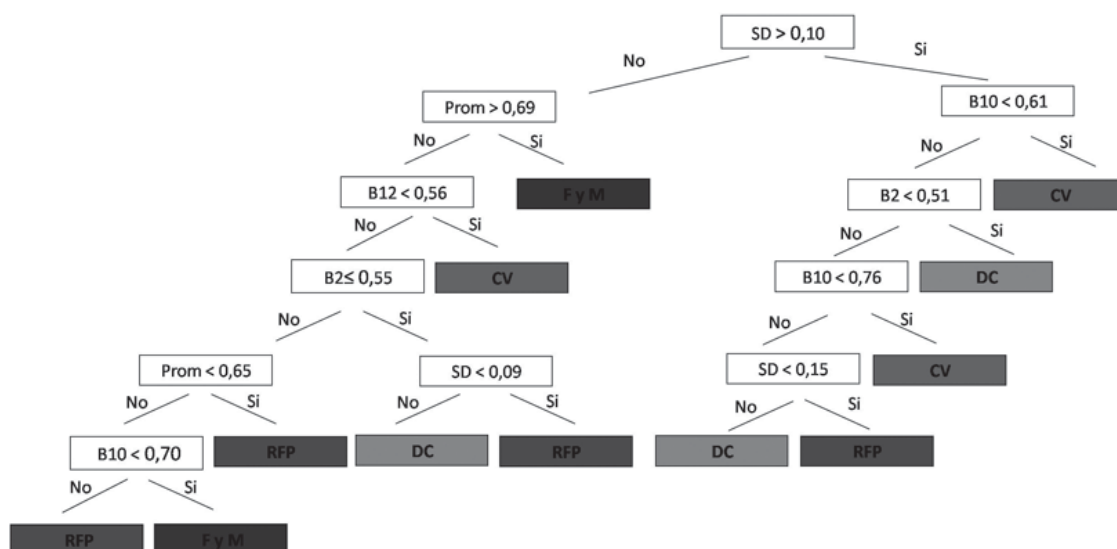 SD > 0,10
No
Si
Prom > 0,69
B10 < 0,61
No
Si
No
Si
B12 < 0,56
F y M
B2 < 0,51
CV
No
Si
No
Si
B2≤ 0,55
CV
B10 < 0,76
DC
No
Si
No
Si
Prom < 0,65
SD < 0,09
SD < 0,15
CV
No
Si
No
Si
No
Si
B10 < 0,70
RFP
DC
RFP
DC
RFP
No
Si
RFP
F y M